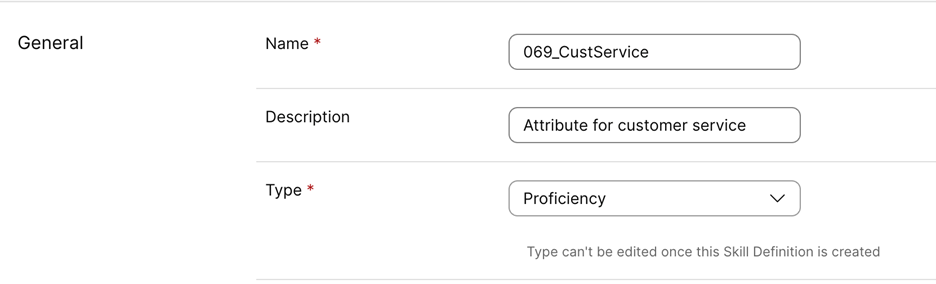 General
Name *
069_CustService
Description
Attribute for customer service
Type *
Proficiency
Type can't be edited once this Skill Definition is created